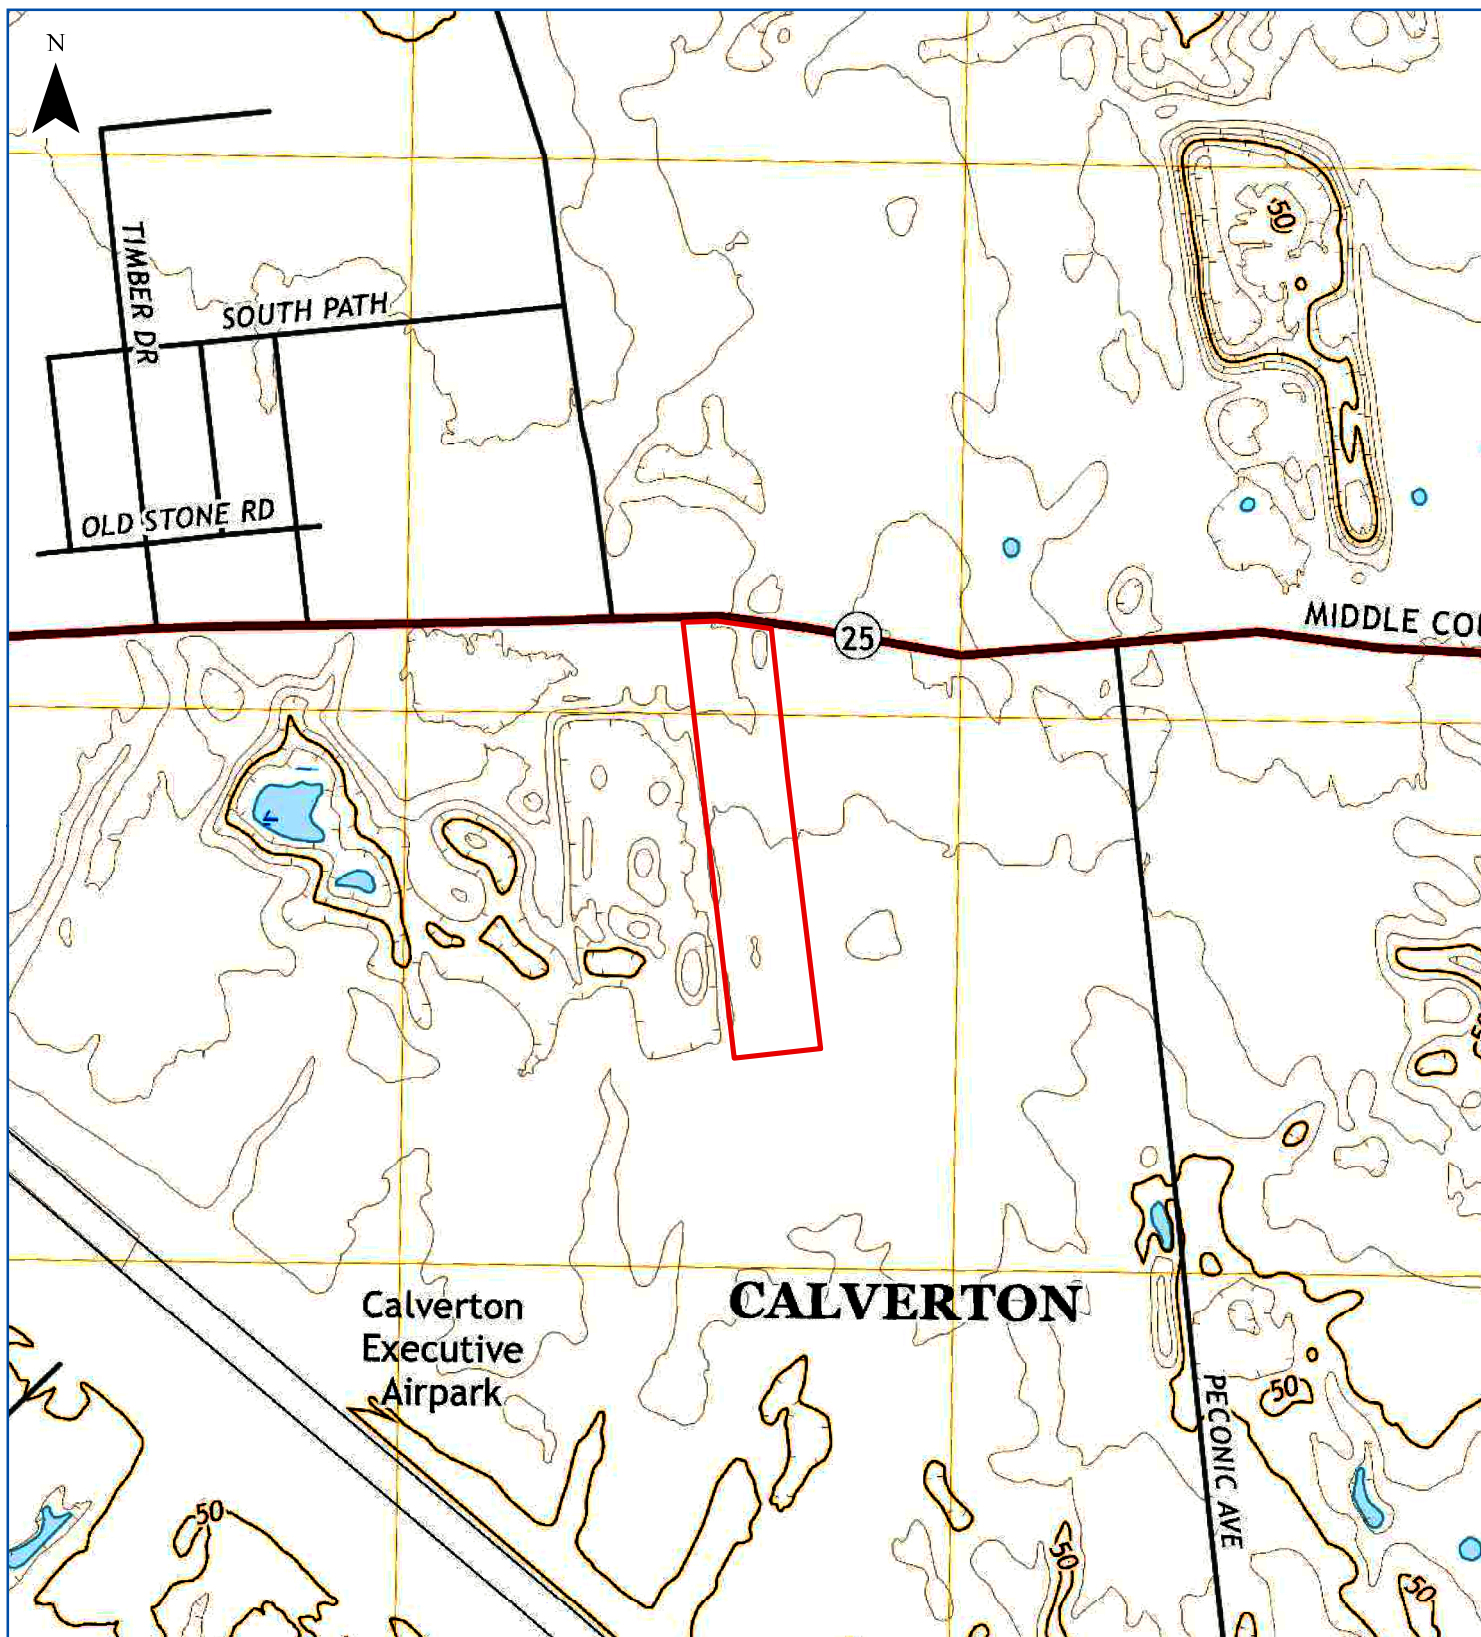 N
50
TIMBER DR
SOUTH PATH
OLD STONE RD
25
MIDDLE COU
Calverton
Executive
Airpark
CALVERTON
50
PECONIC AVE
50
50
50